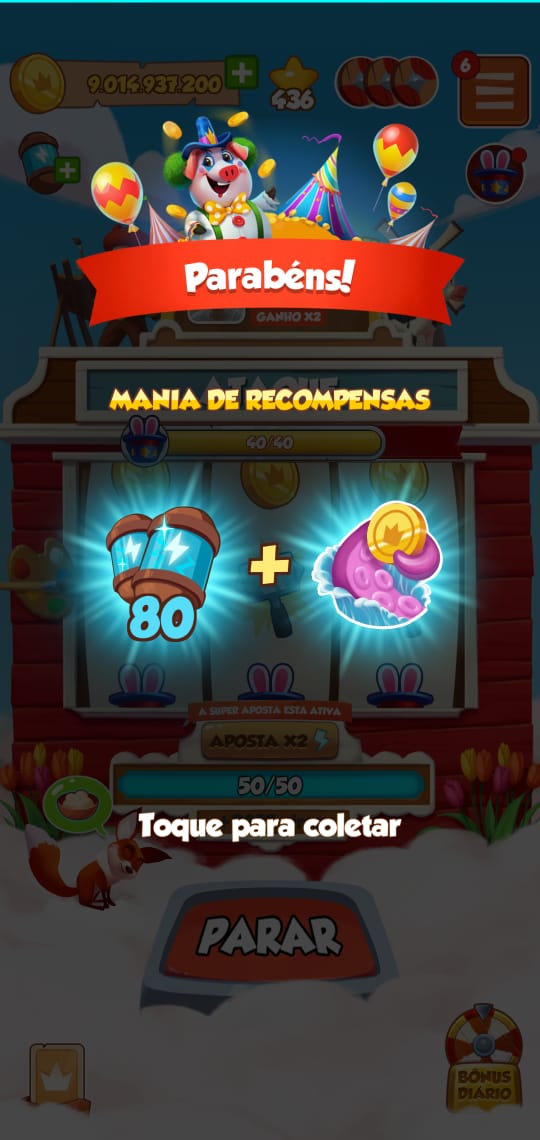 9.014.937.200
436
6
Parabéns!
GANHO X2
ATAQUE
MANIA DE RECOMPENSAS
40/40
80
+
A SUPER APOSTA ESTÁ ATIVA
APOSTA X2
50/50
Toque para coletar
PARAR
BÔNUS
DIÁRIO